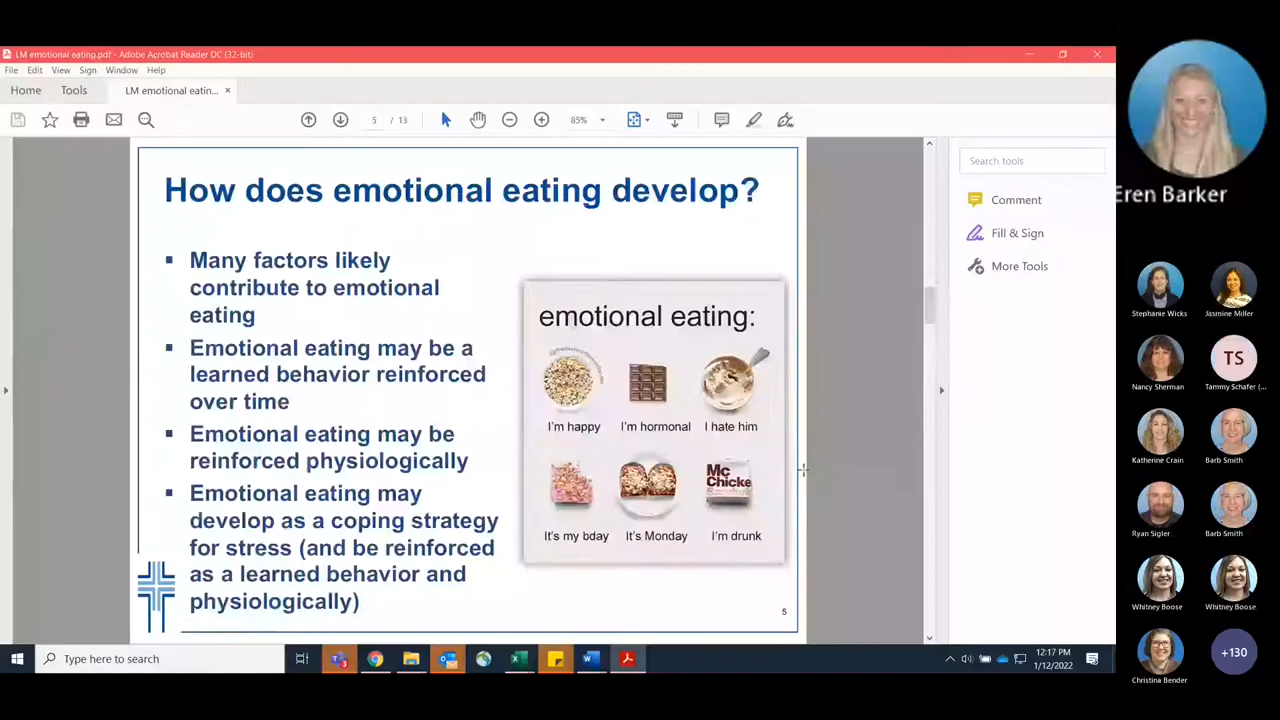 LM emotional eating.pdf - Adobe Acrobat Reader DC (32-bit)
File Edit View Sign Window Help
Home Tools LM emotional eatin... ×
5 / 13 85%
Search tools
Comment
Fill & Sign
More Tools
How does emotional eating develop?
▪ Many factors likely
contribute to emotional
eating
▪ Emotional eating may be a
learned behavior reinforced
over time
▪ Emotional eating may be
reinforced physiologically
▪ Emotional eating may
develop as a coping strategy
for stress (and be reinforced
as a learned behavior and
physiologically)
emotional eating:
I'm happy I'm hormonal I hate him
Mc
Chicke
It's my bday It's Monday I'm drunk
5
Type here to search
12:17 PM
1/12/2022
Eren Barker
Stephanie Wicks Jasmine Miller
TS
Nancy Sherman Tammy Schafer (...
Katherine Crain Barb Smith
Ryan Sigler Barb Smith
Whitney Boose Whitney Boose
+130
Christina Bender